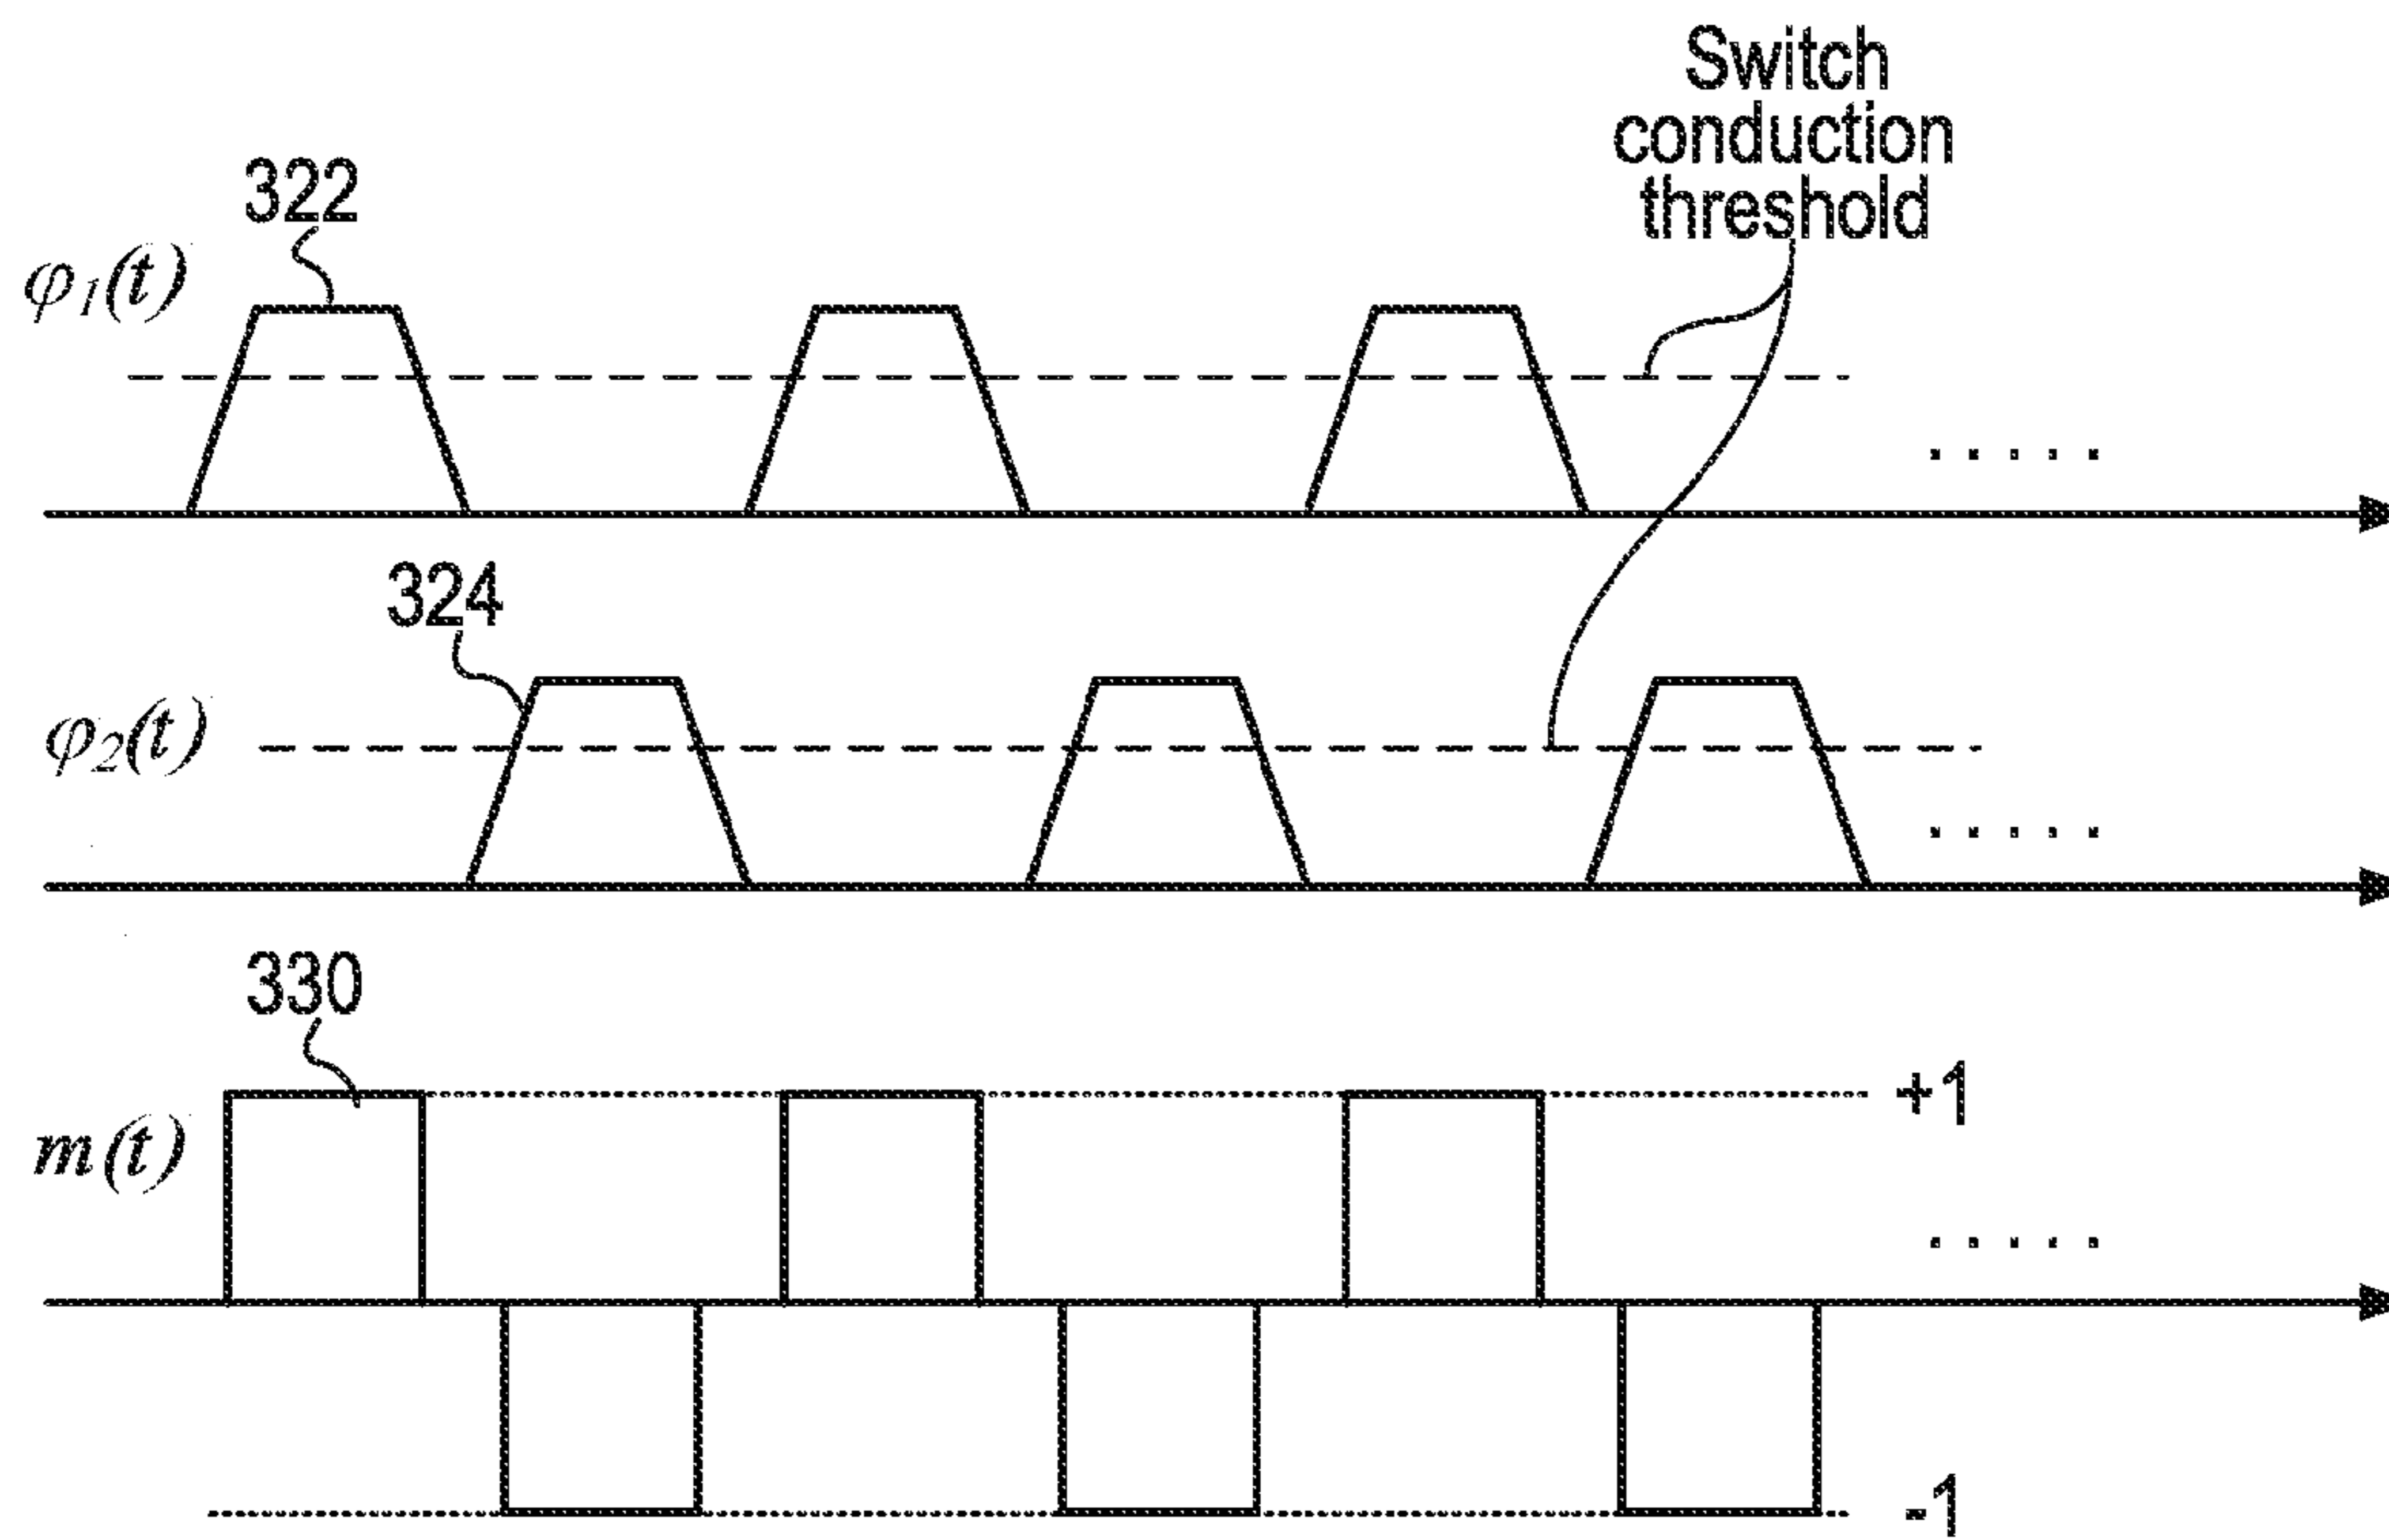 Switch
conduction
threshold
322
φ1(t)
.....
324
φ2(t)
.....
330
+1
m(t)
.....
-1